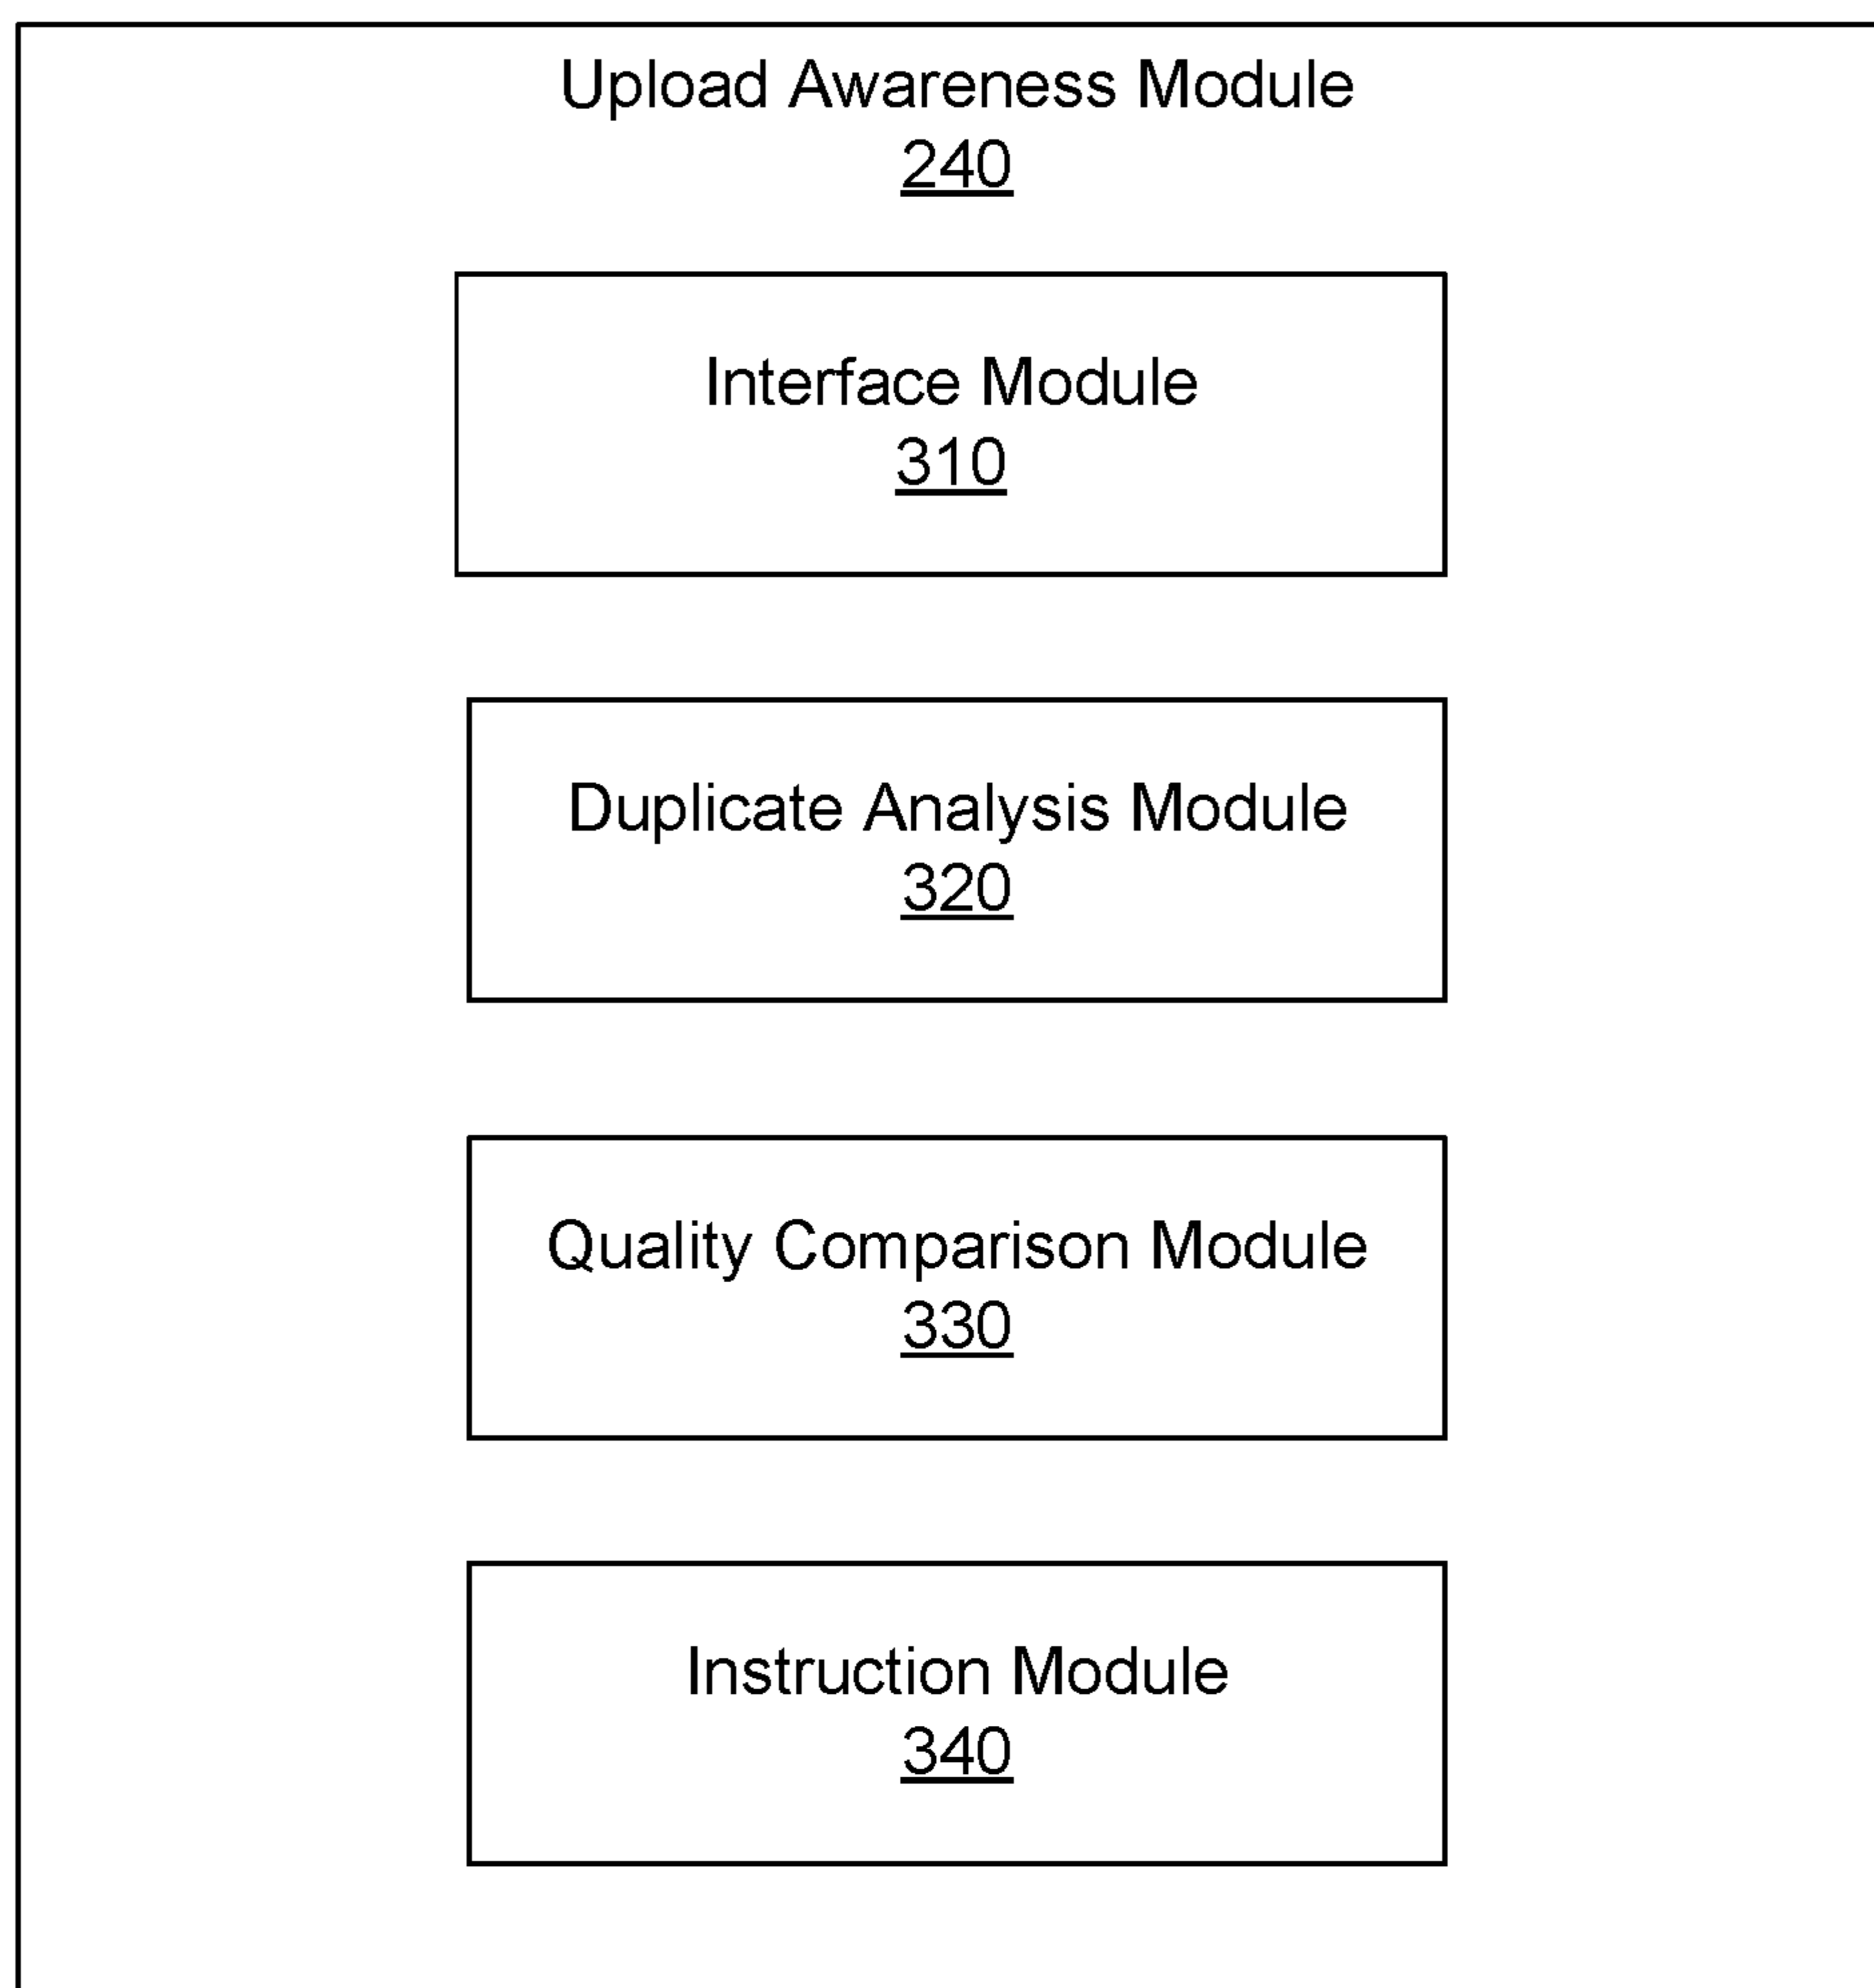 Upload Awareness Module
240
Interface Module
310
Duplicate Analysis Module
320
Quality Comparison Module
330
Instruction Module
340